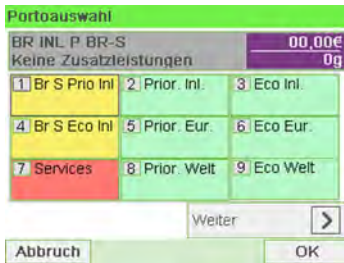 Portoauswahl
BR INL P BR-S 00,00€
Keine Zusatzleistungen 0g
1 Br S Prio Inl 2 Prior. Inl. 3 Eco Inl.
4 Br S Eco Inl 5 Prior. Eur. 6 Eco Eur.
7 Services 8 Prior. Welt 9 Eco Welt
Weiter >
Abbruch OK